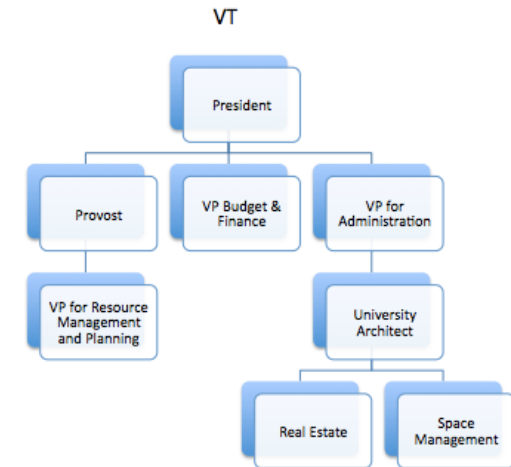 VT
President
Provost
VP Budget &
Finance
VP for
Administration
VP for Resource
Management
and Planning
University
Architect
Real Estate
Space
Management